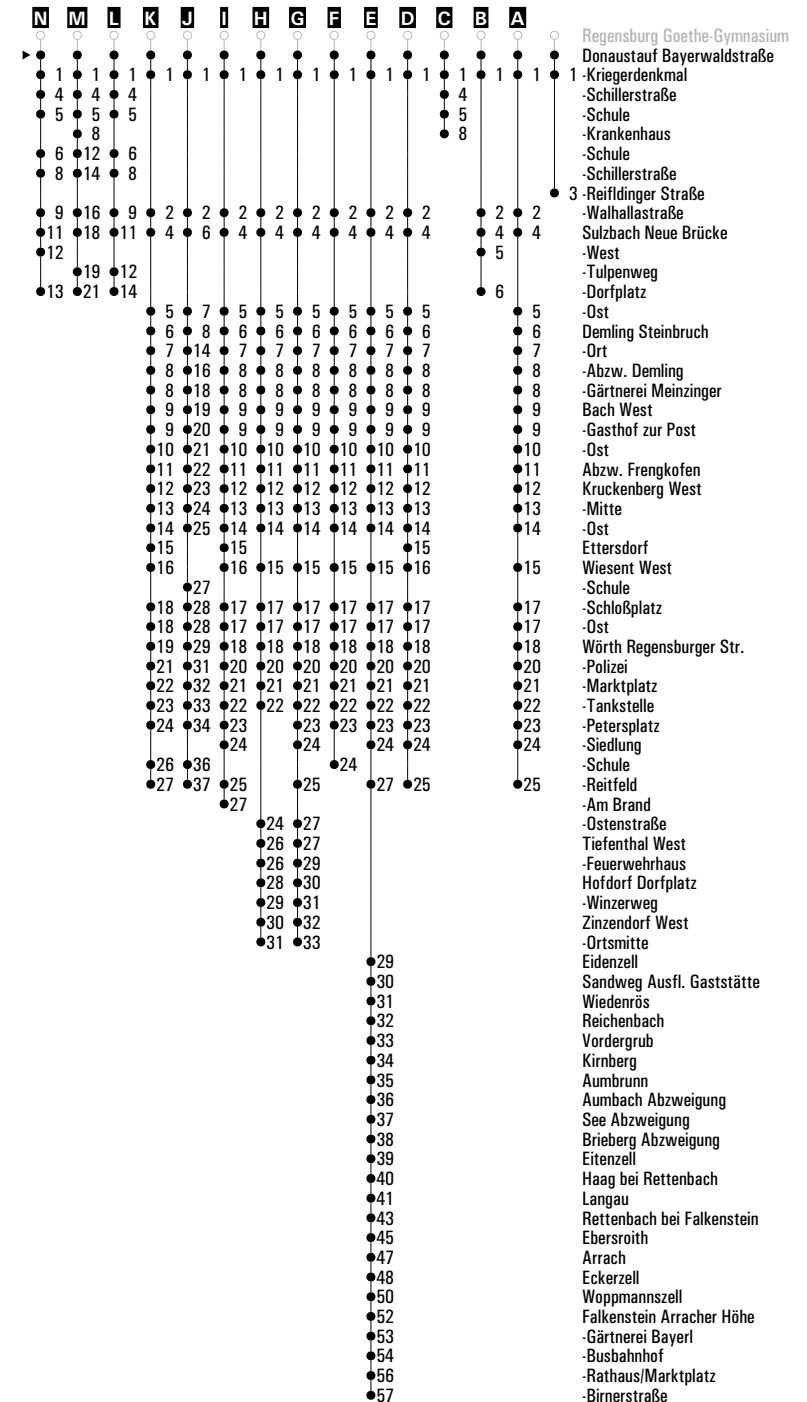 N M L K J I H G F E D C B A
Regensburg Goethe-Gymnasium
Donaustauf Bayerwaldstraße
1 1 1 1 1 1 1 1 1 1 1 1 1 1 1 -Kriegerdenkmal
4 4 4 4 -Schillerstraße
5 5 5 5 -Schule
8 8 -Krankenhaus
6 12 6 -Schule
8 14 8 -Schillerstraße
3 -Reifldinger Straße
9 16 9 2 2 2 2 2 2 2 2 2 2 -Walhallastraße
11 18 11 4 6 4 4 4 4 4 4 4 4 Sulzbach Neue Brücke
12 5 -West
19 12 -Tulpenweg
13 21 14 6 -Dorfplatz
5 7 5 5 5 5 5 5 5 -Ost
6 8 6 6 6 6 6 6 6 Demling Steinbruch
7 14 7 7 7 7 7 7 7 -Ort
8 16 8 8 8 8 8 8 8 -Abzw. Demling
8 18 8 8 8 8 8 8 8 -Gärtnerei Meinzinger
9 19 9 9 9 9 9 9 9 Bach West
9 20 9 9 9 9 9 9 9 -Gasthof zur Post
10 21 10 10 10 10 10 10 10 -Ost
11 22 11 11 11 11 11 11 11 Abzw. Frengkofen
12 23 12 12 12 12 12 12 12 Kruckenberg West
13 24 13 13 13 13 13 13 13 -Mitte
14 25 14 14 14 14 14 14 14 -Ost
15 15 15 Ettersdorf
16 16 15 15 15 15 16 15 Wiesent West
27 -Schule
18 28 17 17 17 17 17 17 17 -Schloßplatz
18 28 17 17 17 17 17 17 17 -Ost
19 29 18 18 18 18 18 18 18 Wörth Regensburger Str.
21 31 20 20 20 20 20 20 20 -Polizei
22 32 21 21 21 21 21 21 21 -Marktplatz
23 33 22 22 22 22 22 22 22 -Tankstelle
24 34 23 23 23 23 23 23 -Petersplatz
24 24 24 24 24 -Siedlung
26 36 24 -Schule
27 37 25 25 27 25 25 -Reitfeld
27 -Am Brand
24 27 -Ostenstraße
26 27 Tiefenthal West
26 29 -Feuerwehrhaus
28 30 Hofdorf Dorfplatz
29 31 -Winzerweg
30 32 Zinzendorf West
31 33 -Ortsmitte
29 Eidenzell
30 Sandweg Ausfl. Gaststätte
31 Wiedenrös
32 Reichenbach
33 Vordergrub
34 Kirnberg
35 Aumbrunn
36 Aumbach Abzweigung
37 See Abzweigung
38 Brieberg Abzweigung
39 Eitenzell
40 Haag bei Rettenbach
41 Langau
43 Rettenbach bei Falkenstein
45 Ebersroith
47 Arrach
48 Eckerzell
50 Woppmannszell
52 Falkenstein Arracher Höhe
53 -Gärtnerei Bayerl
54 -Busbahnhof
56 -Rathaus/Marktplatz
57 -Birnerstraße